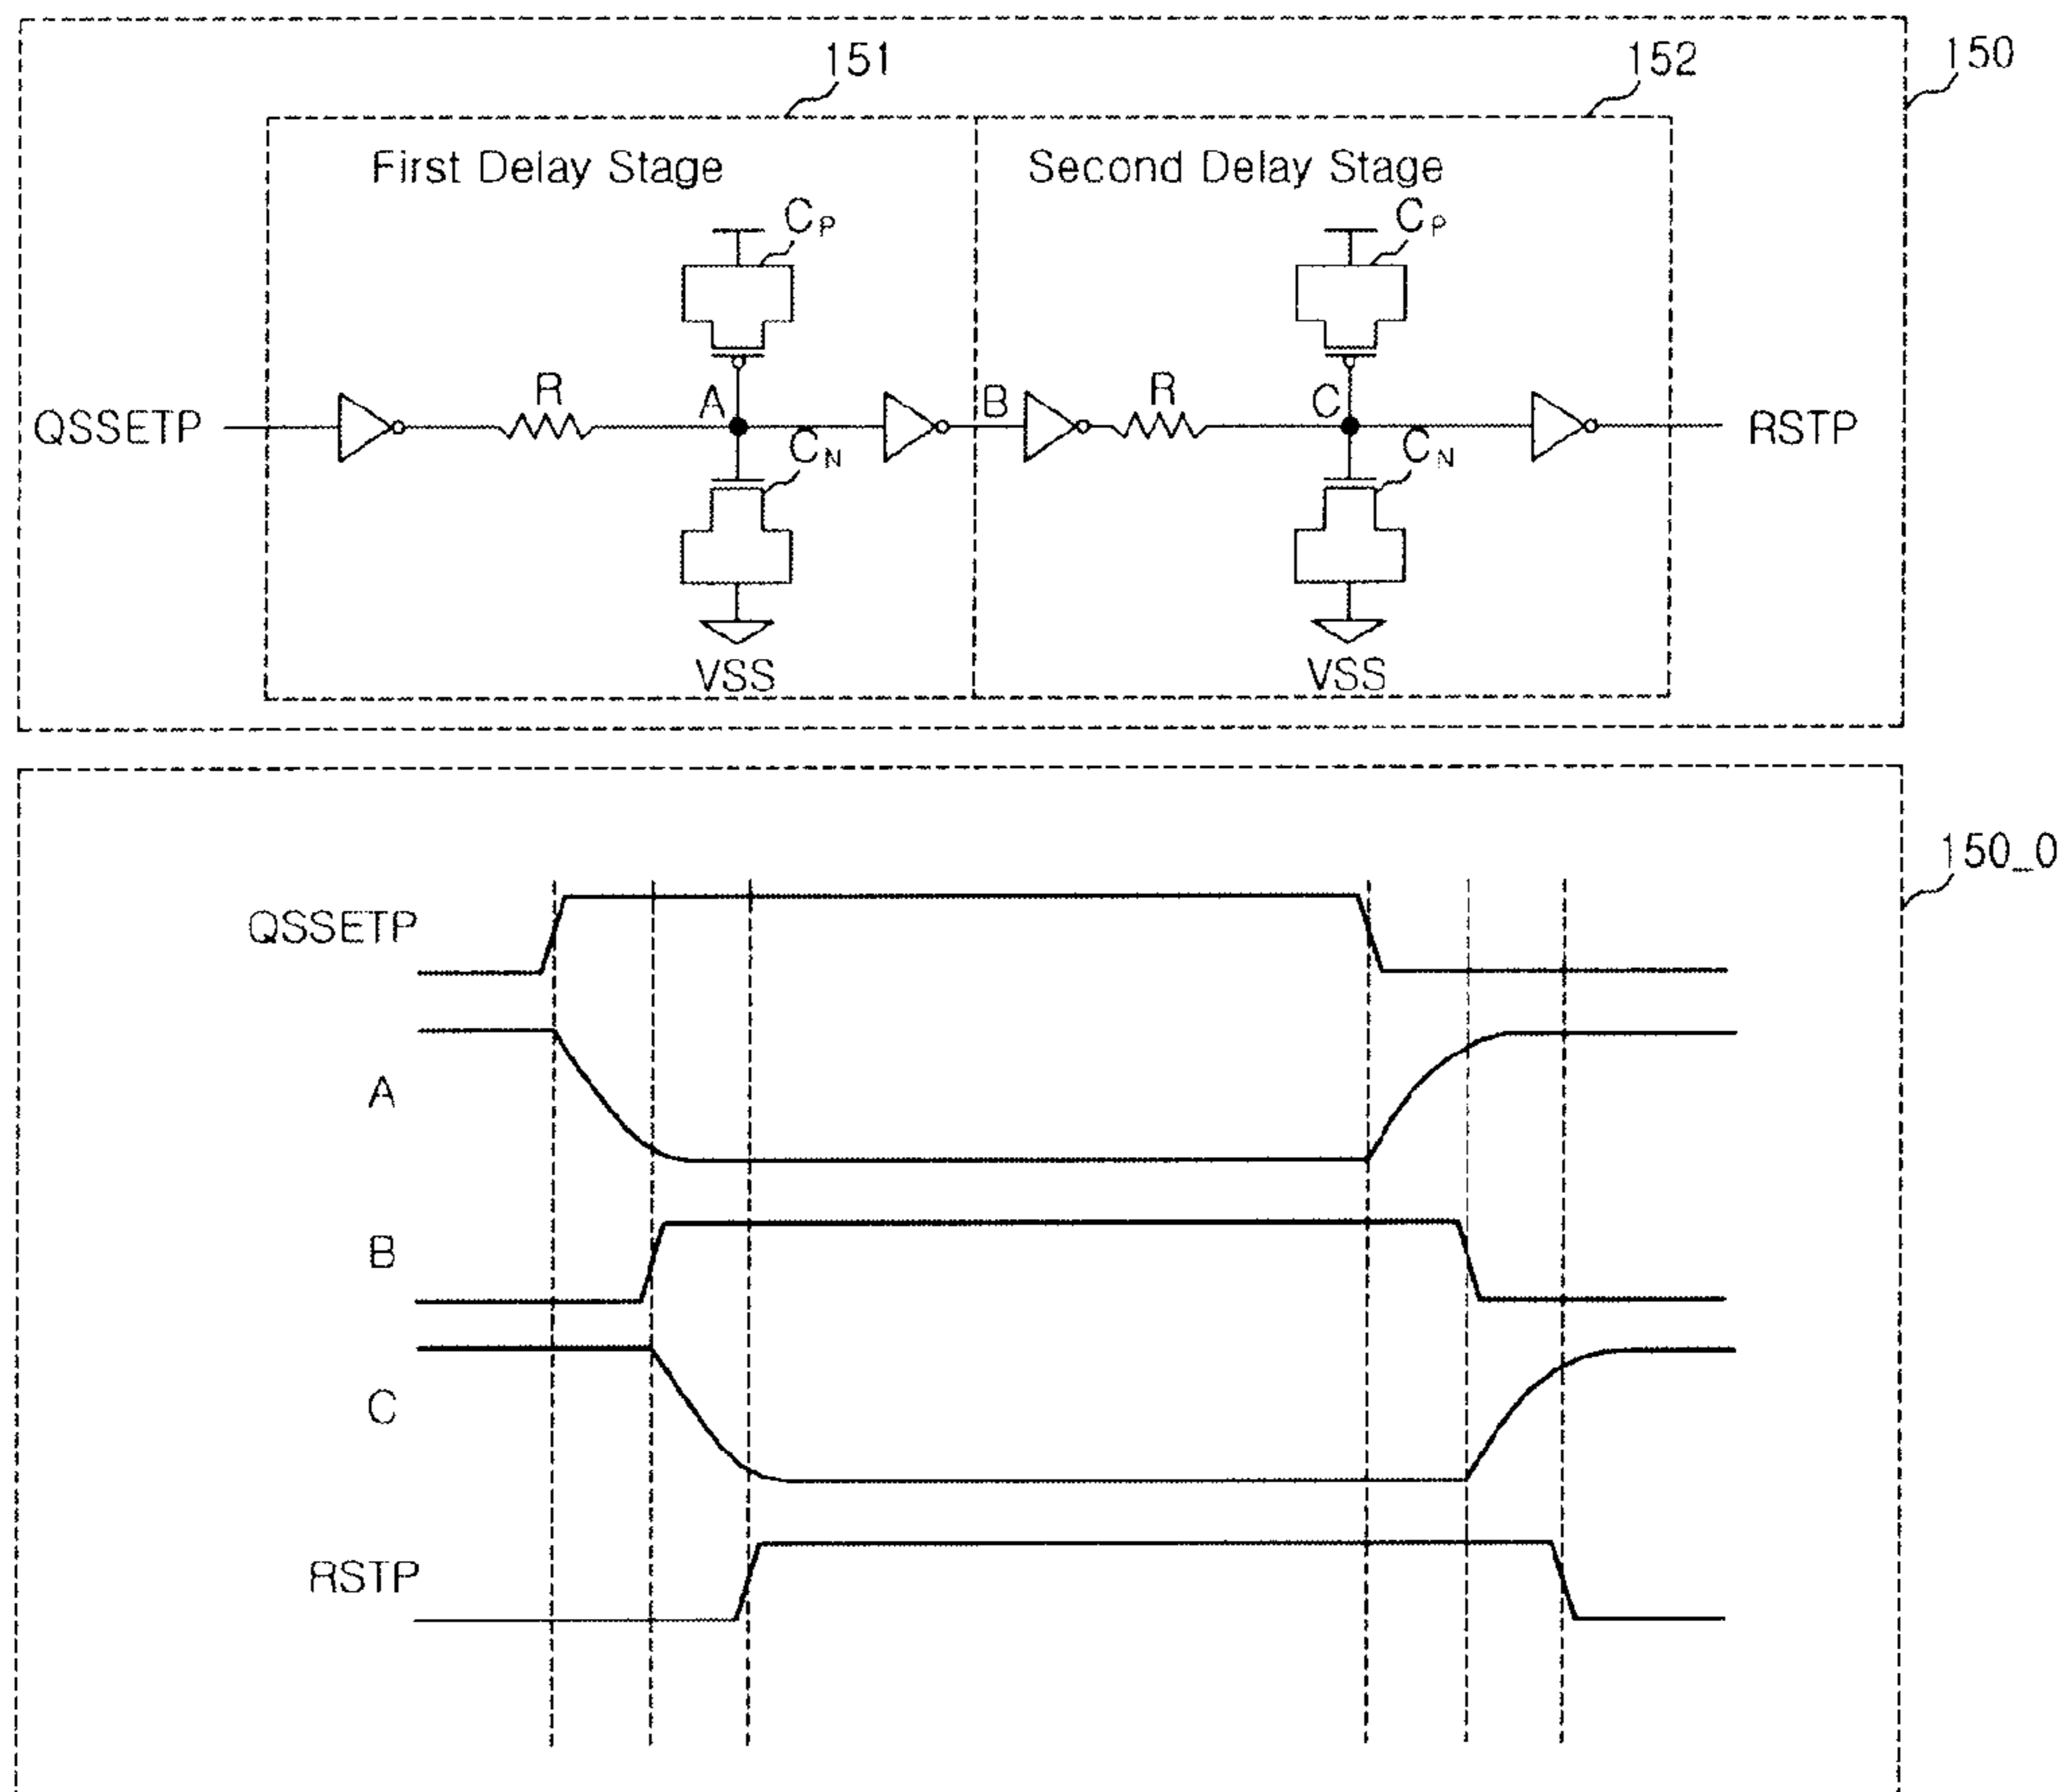 151
152
150
First Delay Stage
Second Delay Stage
CP
CP
QSSETP
R
A
B
R
C
RSTP
CN
CN
VSS
VSS
150_0
QSSETP
A
B
C
RSTP